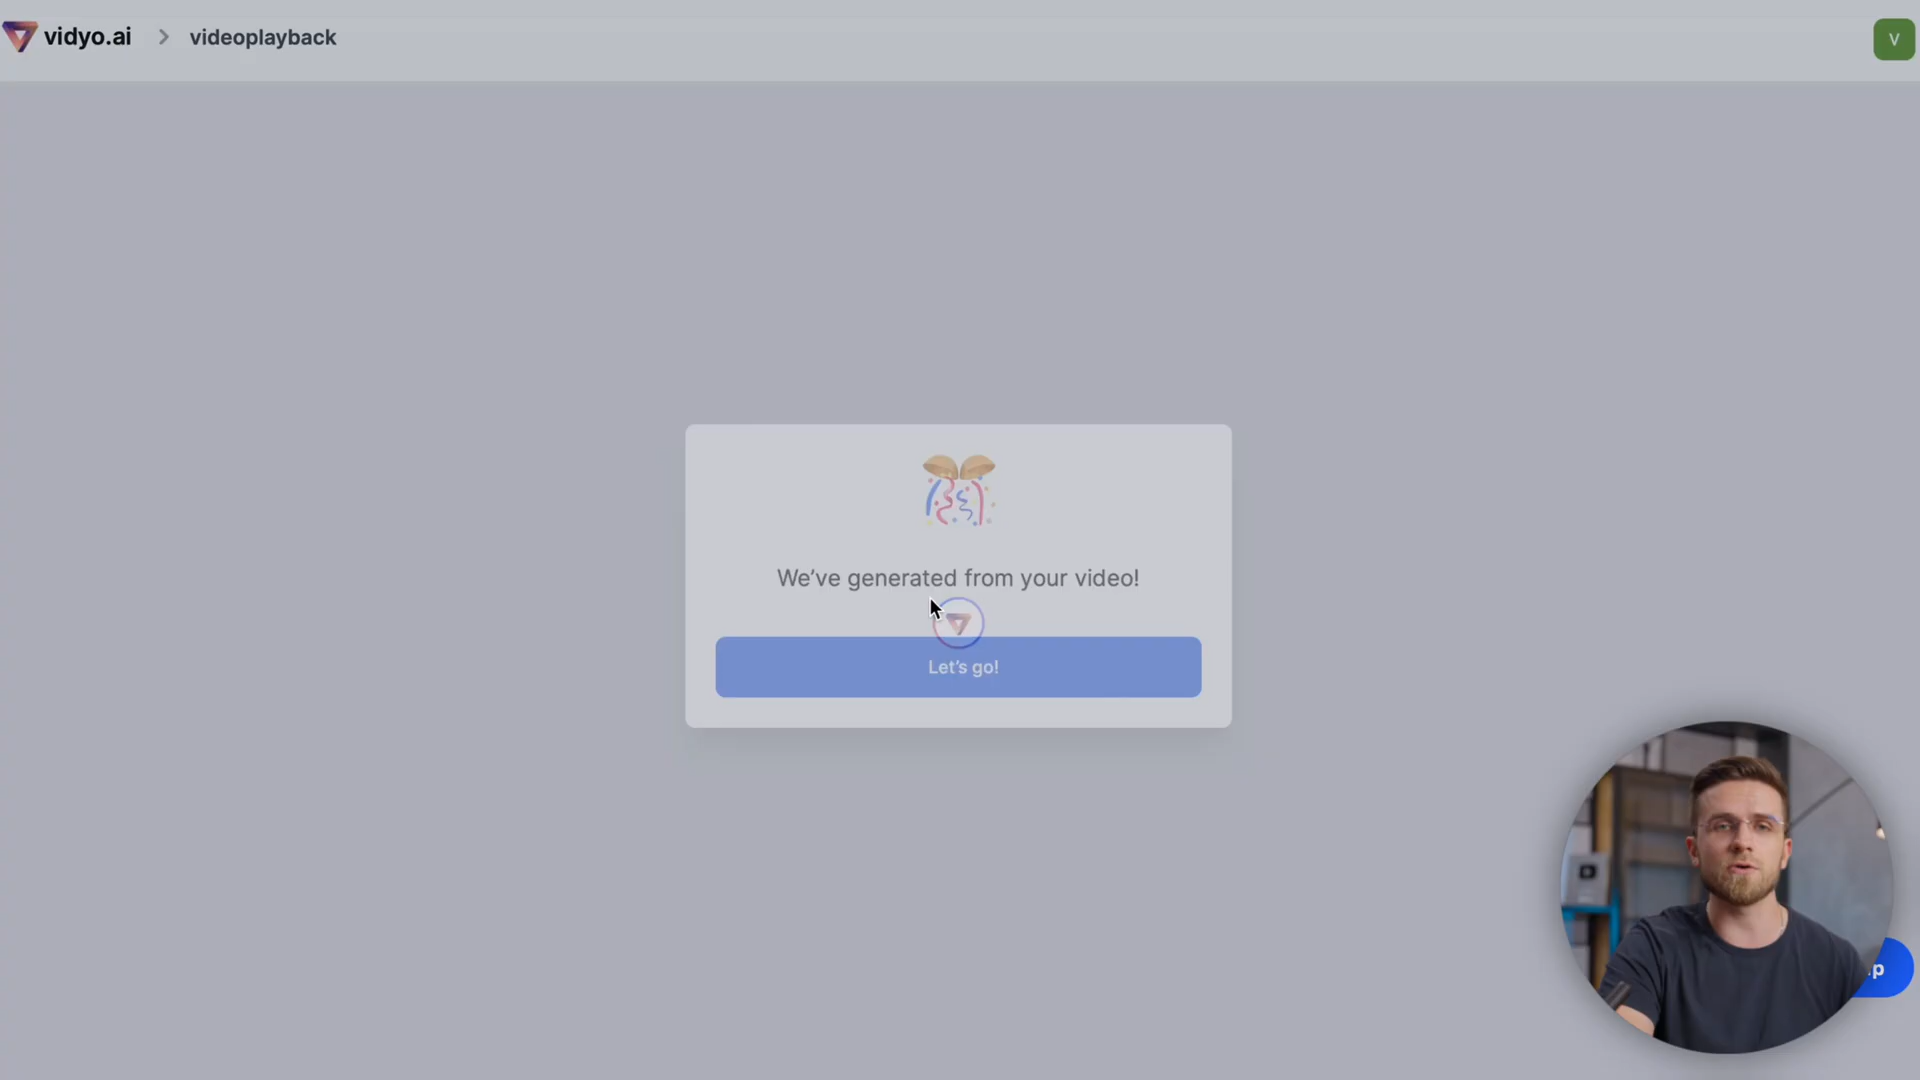 vidyo.ai > videoplayback
V
We’ve generated from your video!
Let’s go!